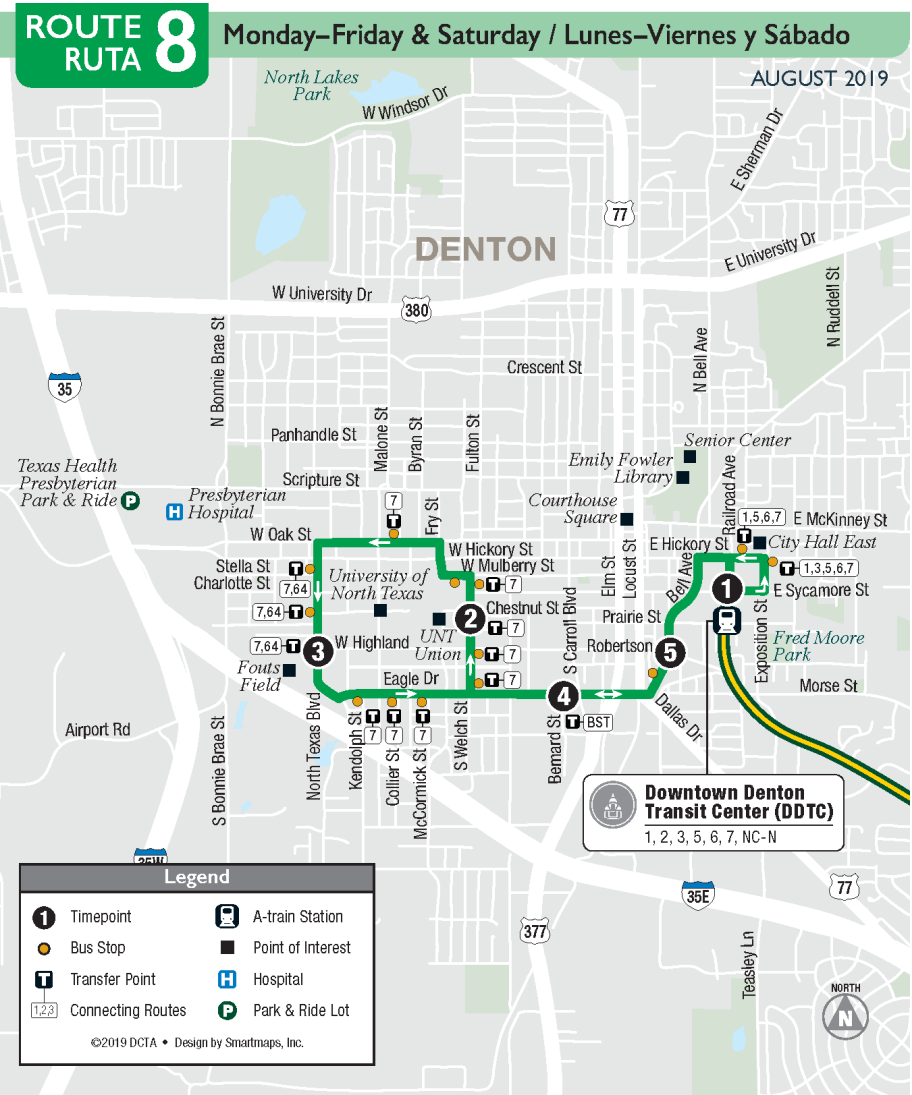 ROUTE
RUTA
8
Monday–Friday & Saturday / Lunes–Viernes y Sábado
AUGUST 2019
North Lakes
Park
W Windsor Dr
E Sherman Dr
77
DENTON
E University Dr
W University Dr
380
N Ruddell St
N Bonnie Brae St
N Bell Ave
Crescent St
35
Panhandle St
Malone St
Byran St
Fulton St
Senior Center
Emily Fowler
Library
Texas Health
Presbyterian
Park & Ride
P
Scripture St
H
Presbyterian
Hospital
7
T
Fry St
Courthouse
Square
Railroad Ave
1,5,6,7
T
E McKinney St
W Oak St
W Hickory St
E Hickory St
City Hall East
W Mulberry St
Stella St
T
Charlotte St
7,64
University of
North Texas
T
7
Elm St
Locust St
Bell Ave
T
1,3,5,6,7
1
E Sycamore St
7,64
T
Chestnut St
2
T
7
S Carroll Blvd
Prairie St
Exposition St
Fred Moore
Park
7,64
T
3
W Highland
UNT
Union
T
7
Robertson
5
Fouts
Field
Eagle Dr
T
7
4
Morse St
Dallas Dr
North Texas Blvd
Kendolph St
T
7
Collier St
T
7
McCormick St
T
7
S Welch St
Bernard St
T
BST
Airport Rd
S Bonnie Brae St
Downtown Denton
Transit Center (DDTC)
1, 2, 3, 5, 6, 7, NC-N
35W
35E
77
377
Teasley Ln
NORTH
N
Legend
1
Timepoint
A-train Station
Bus Stop
Point of Interest
T
Transfer Point
H
Hospital
1,2,3
Connecting Routes
P
Park & Ride Lot
©2019 DCTA • Design by Smartmaps, Inc.